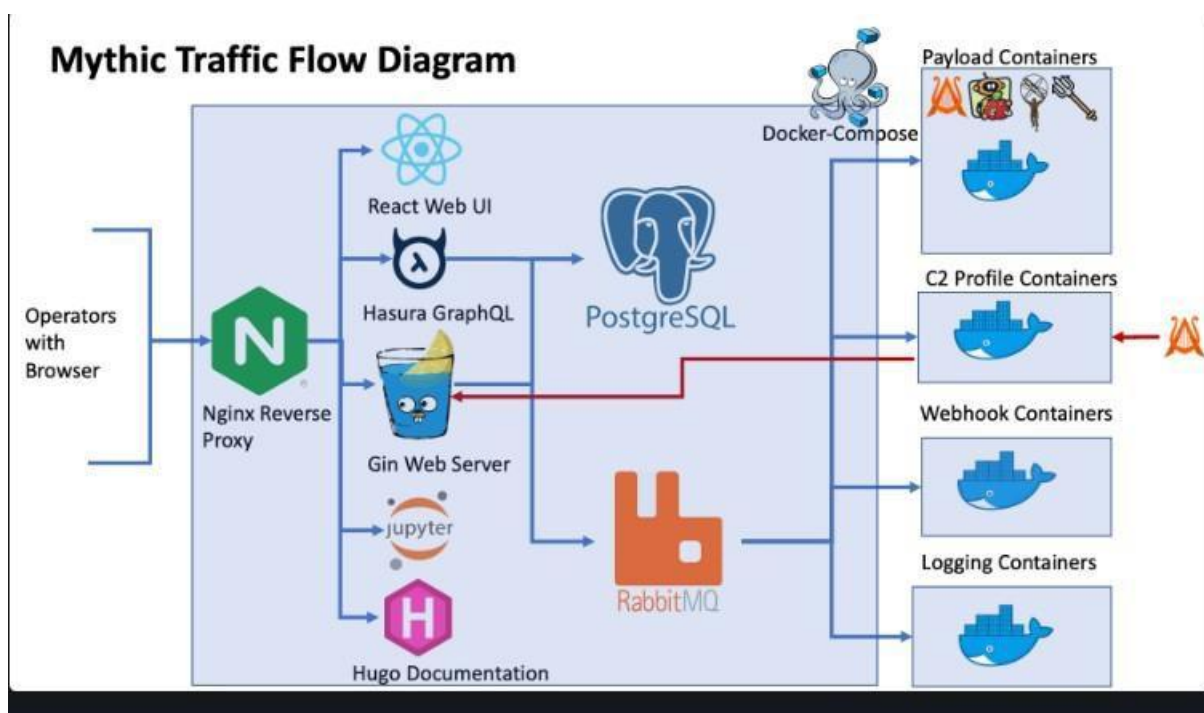 Mythic Traffic Flow Diagram
Docker-Compose
Payload Containers
React Web UI
Hasura GraphQL
PostgreSQL
C2 Profile Containers
Operators
with
Browser
Nginx Reverse
Proxy
Gin Web Server
Webhook Containers
jupyter
RabbitMQ
Logging Containers
Hugo Documentation